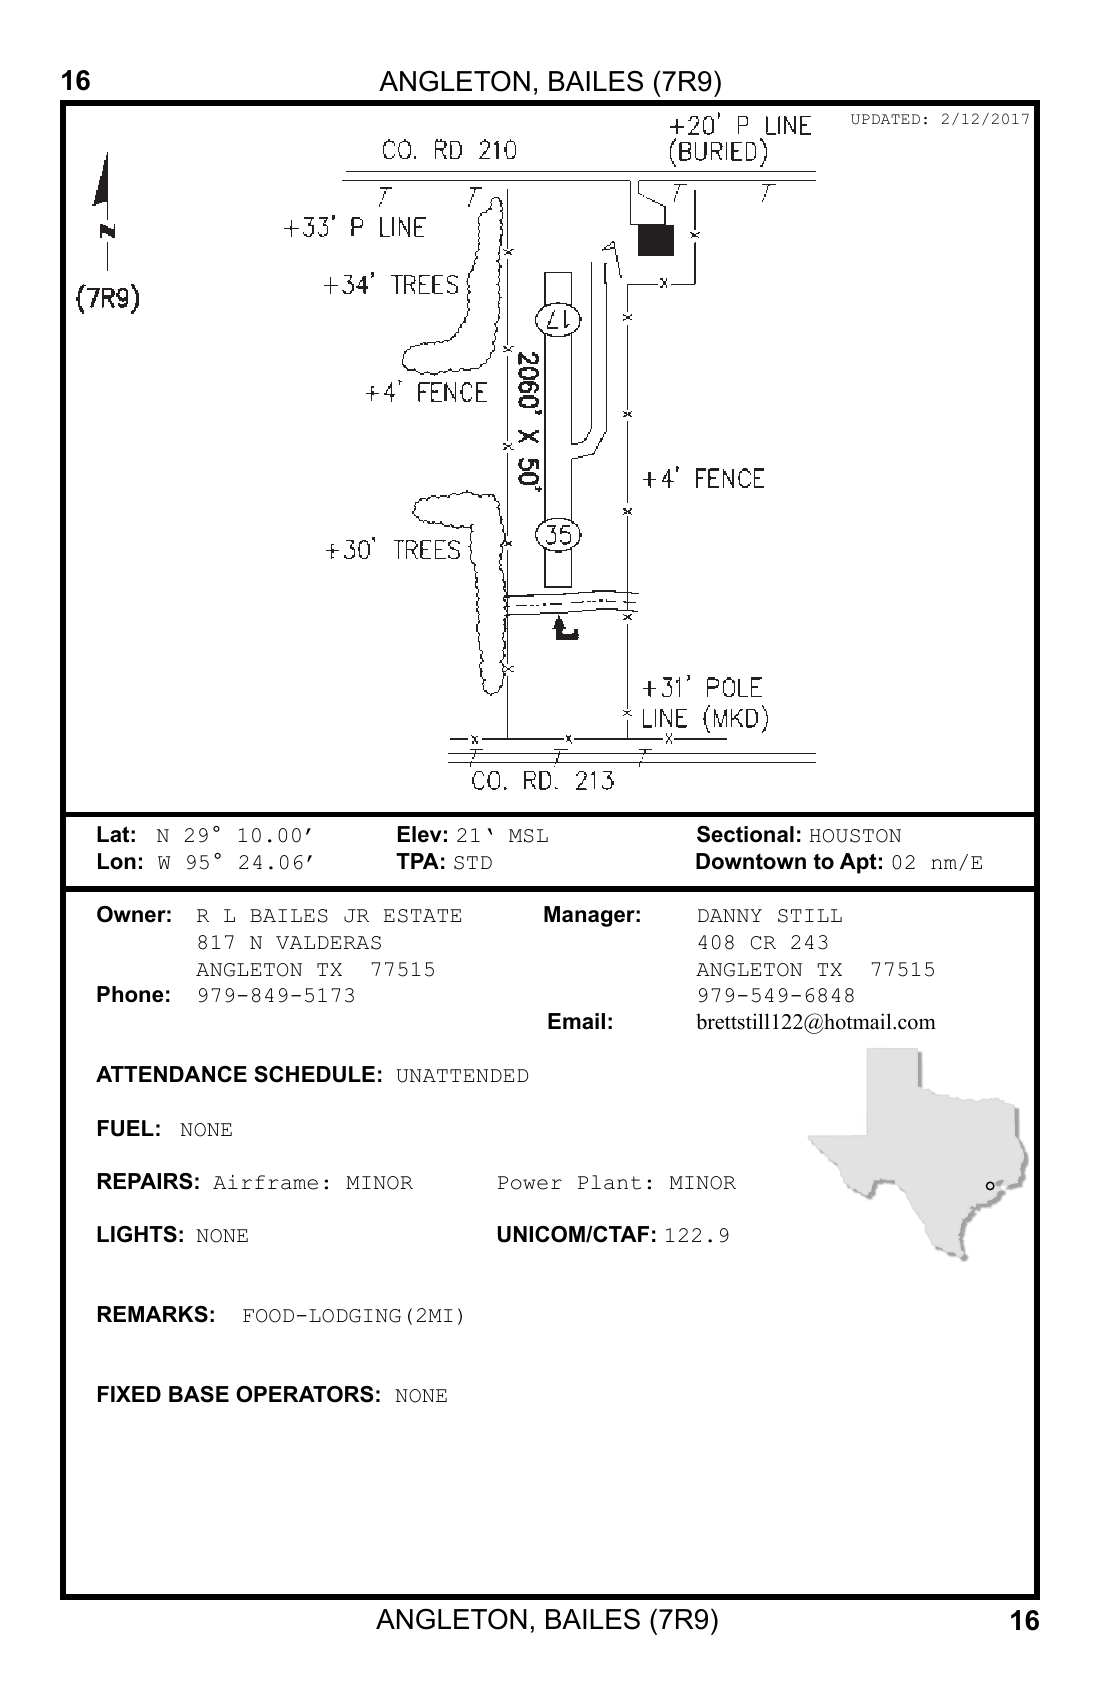 16 ANGLETON, BAILES (7R9)
UPDATED: 2/12/2017
+20' P LINE
(BURIED)
CO. RD 210
N
(7R9)
+33' P LINE
+34' TREES
17
+4' FENCE
2060' X 50'
+4' FENCE
35
+30' TREES
L
+31' POLE
LINE (MKD)
CO. RD. 213
Lat: N 29° 10.00’ Elev: 21‘ MSL Sectional: HOUSTON
Lon: W 95° 24.06’ TPA: STD Downtown to Apt: 02 nm/E
Owner: R L BAILES JR ESTATE Manager: DANNY STILL
817 N VALDERAS 408 CR 243
ANGLETON TX 77515 ANGLETON TX 77515
Phone: 979-849-5173 979-549-6848
Email: brettstill122@hotmail.com
ATTENDANCE SCHEDULE: UNATTENDED
FUEL: NONE
REPAIRS: Airframe: MINOR Power Plant: MINOR
LIGHTS: NONE UNICOM/CTAF: 122.9
REMARKS: FOOD-LODGING(2MI)
FIXED BASE OPERATORS: NONE
ANGLETON, BAILES (7R9) 16